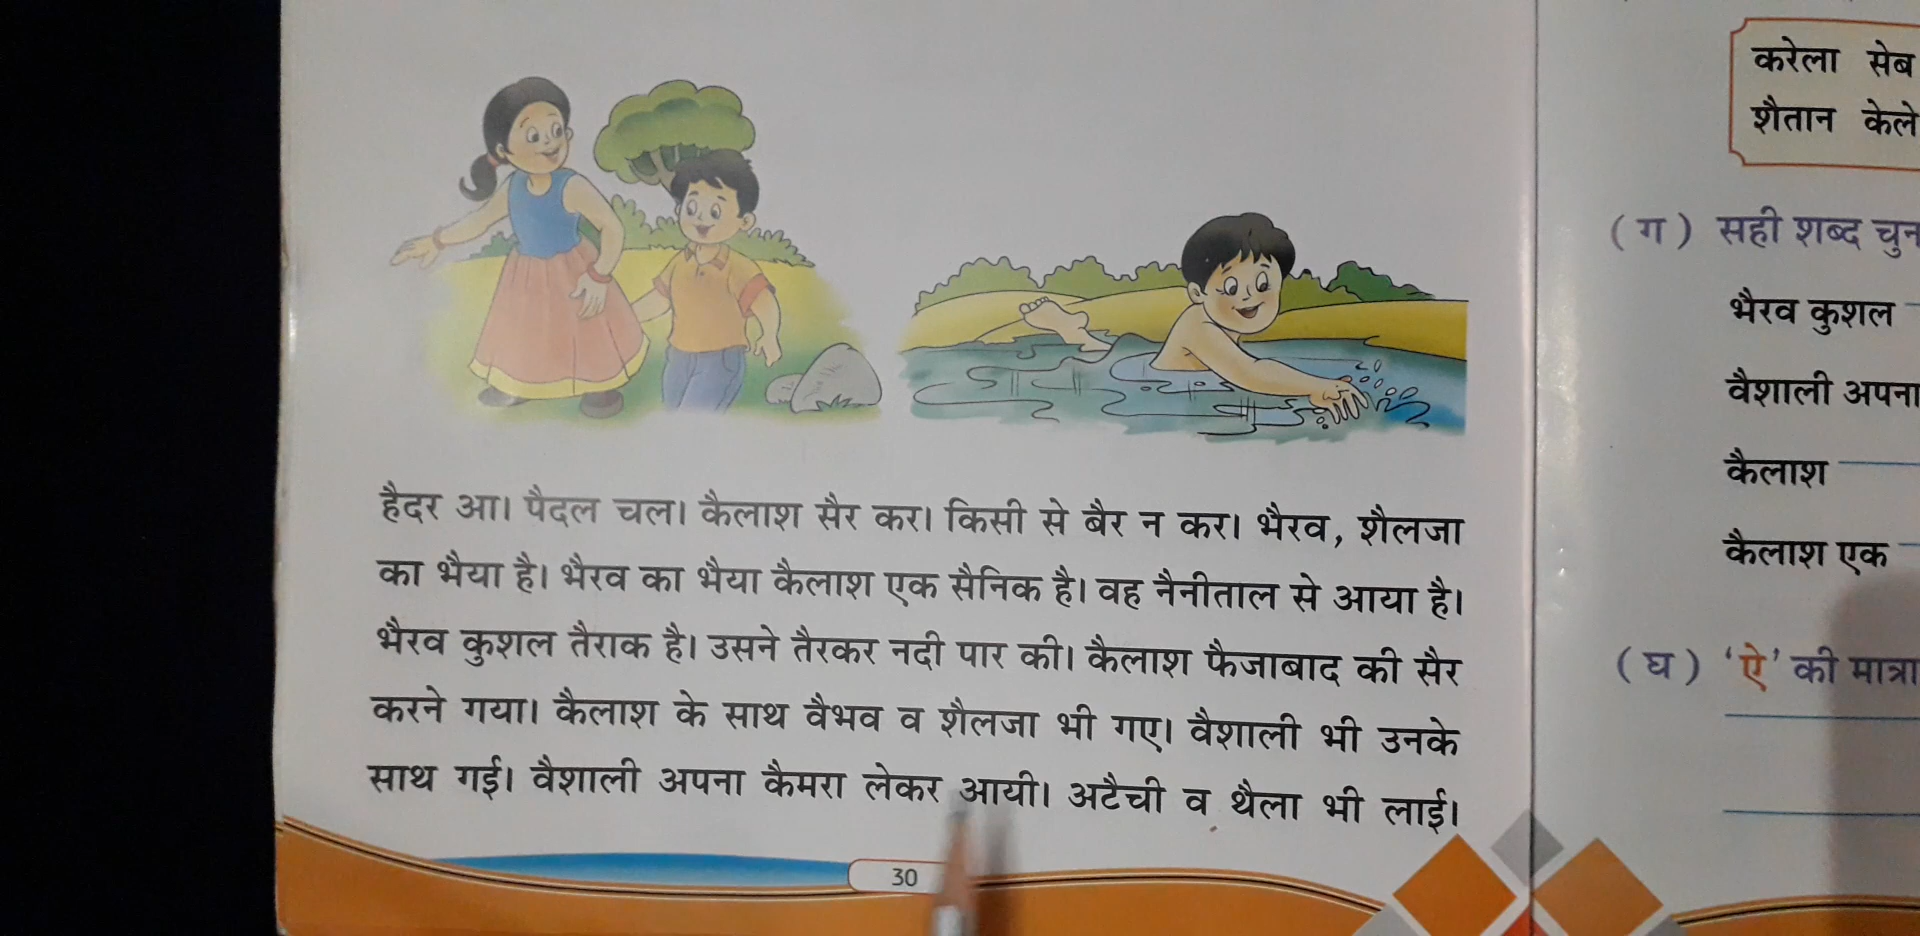 हैदर आ। पैदल चल। कैलाश सैर कर। किसी से बैर न कर। भैरव, शैलजा
का भैया है। भैरव का भैया कैलाश एक सैनिक है। वह नैनीताल से आया है।
भैरव कुशल तैराक है। उसने तैरकर नदी पार की। कैलाश फैजाबाद की सैर
करने गया। कैलाश के साथ वैभव व शैलजा भी गए। वैशाली भी उनके
साथ गई। वैशाली अपना कैमरा लेकर आयी। अटैची व थैला भी लाई।
30
करेला सेब
शैतान केले
(ग) सही शब्द चुन
भैरव कुशल
वैशाली अपना
कैलाश
कैलाश एक
(घ) 'ऐ' की मात्रा